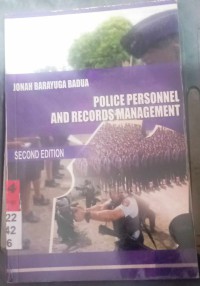 JONAH BARAYUGA BADUA
POLICE PERSONNEL
AND RECORDS MANAGEMENT
SECOND EDITION
22
42
6